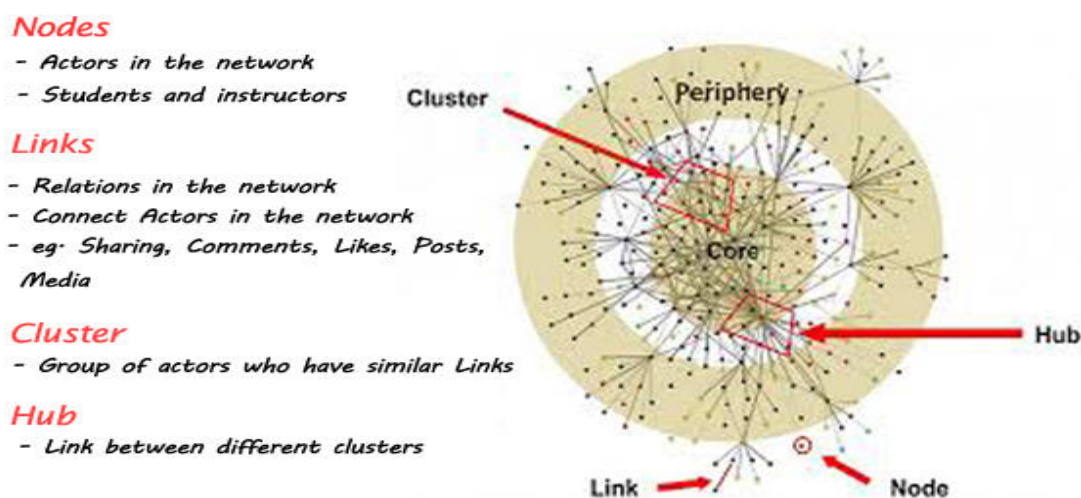 Nodes
- Actors in the network
- Students and instructors
Links
- Relations in the network
- Connect Actors in the network
- eg. Sharing, Comments, Likes, Posts,
Media
Cluster
- Group of actors who have similar Links
Hub
- Link between different clusters
Periphery
Cluster
Core
Hub
Link
Node